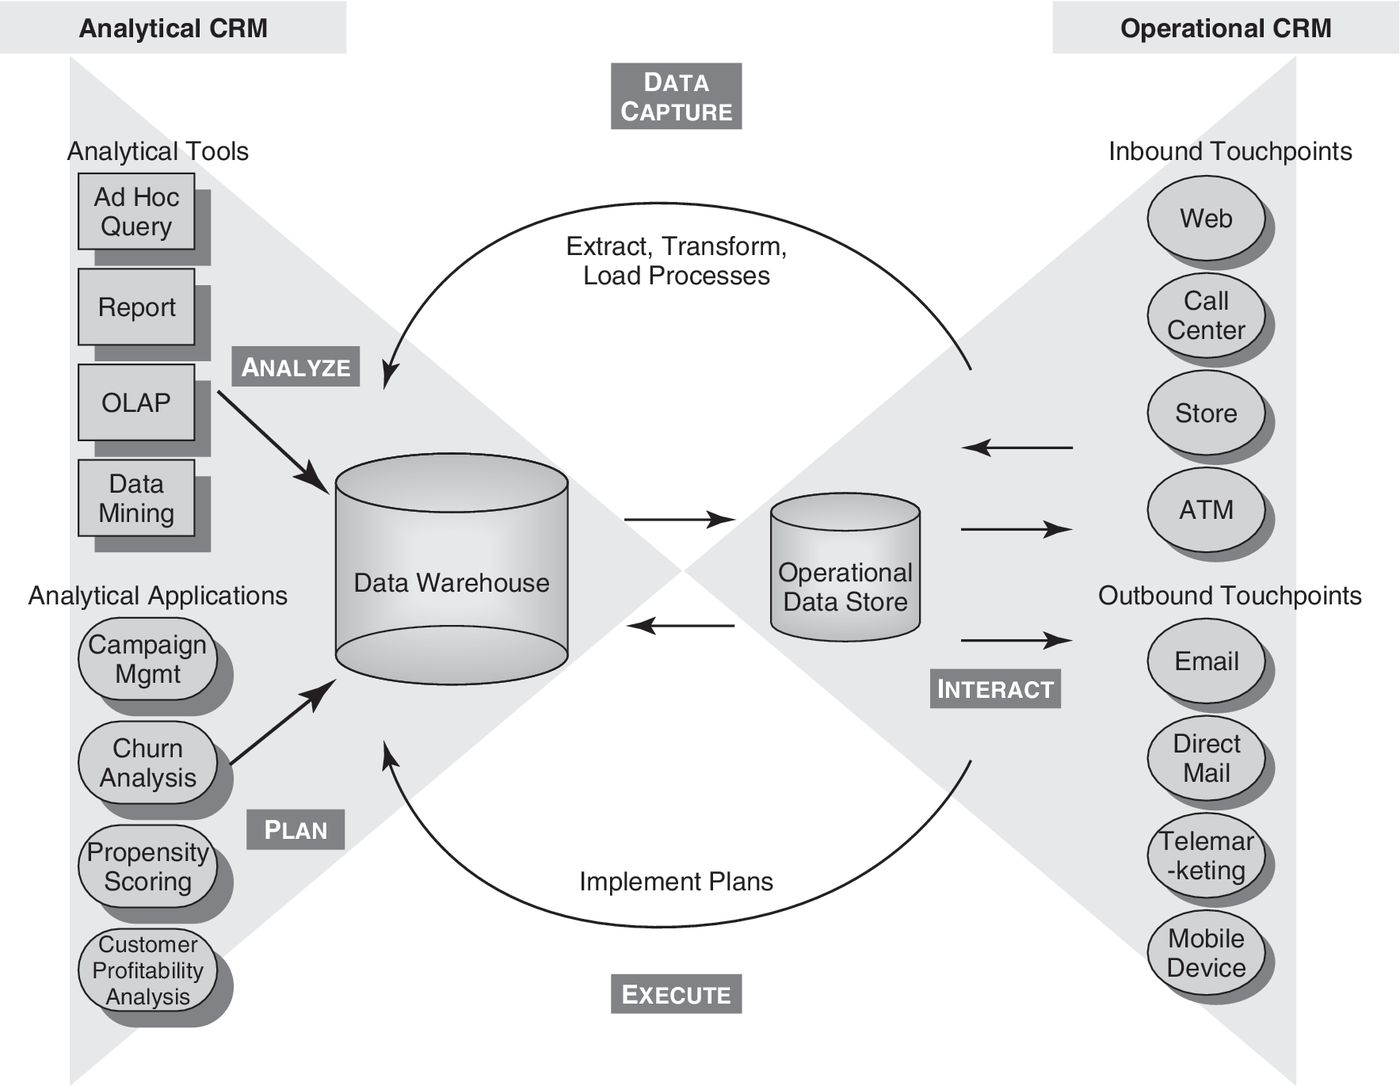 Analytical CRM
Operational CRM
DATA
CAPTURE
Analytical Tools
Ad Hoc
Query
Report
OLAP
Data
Mining
ANALYZE
Extract, Transform,
Load Processes
Inbound Touchpoints
Web
Call
Center
Store
ATM
Data Warehouse
Operational
Data Store
Analytical Applications
Campaign
Mgmt
Churn
Analysis
Propensity
Scoring
Customer
Profitability
Analysis
PLAN
Implement Plans
EXECUTE
INTERACT
Outbound Touchpoints
Email
Direct
Mail
Telemar
-keting
Mobile
Device